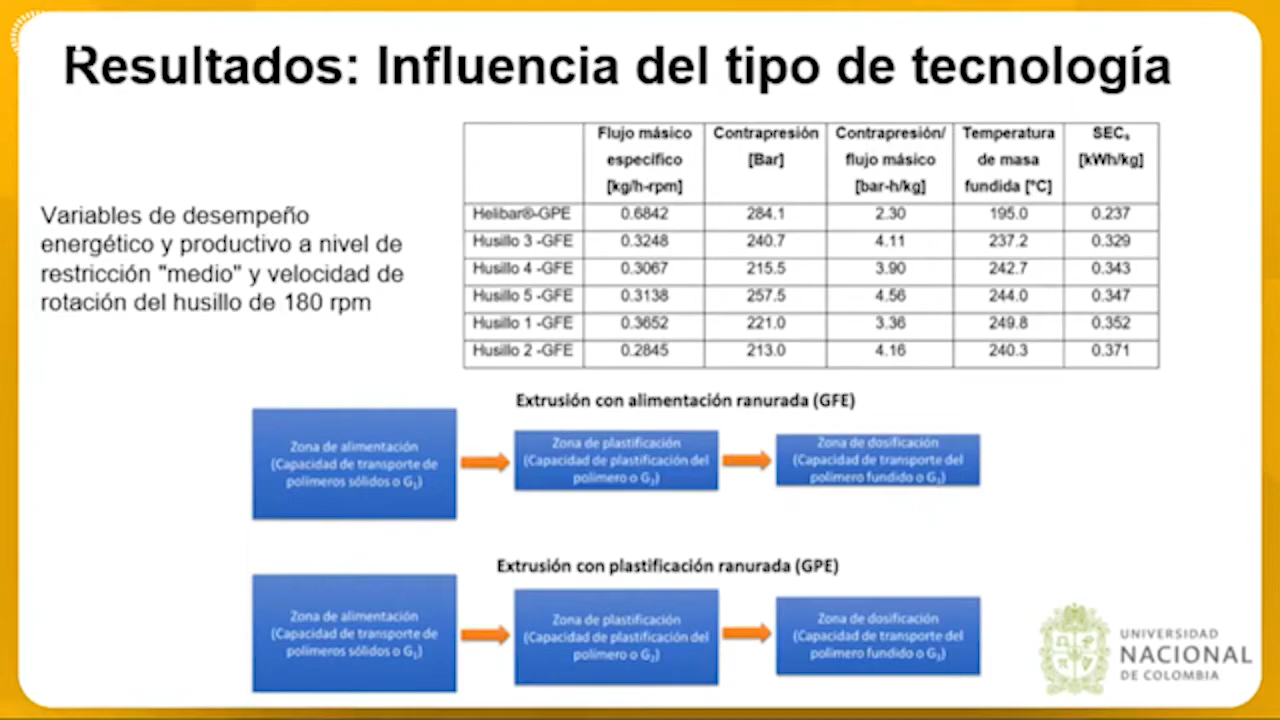 Resultados: Influencia del tipo de tecnología
Variables de desempeño
energético y productivo a nivel de
restricción "medio" y velocidad de
rotación del husillo de 180 rpm
Flujo másico específico [kg/h-rpm] Contrapresión [Bar] Contrapresión/ flujo másico [bar-h/kg] Temperatura de masa fundida [°C] SECs [kWh/kg]
Helibar®-GPE 0.6842 284.1 2.30 195.0 0.237
Husillo 3 -GFE 0.3248 240.7 4.11 237.2 0.329
Husillo 4 -GFE 0.3067 215.5 3.90 242.7 0.343
Husillo 5 -GFE 0.3138 257.5 4.56 244.0 0.347
Husillo 1 -GFE 0.3652 221.0 3.36 249.8 0.352
Husillo 2 -GFE 0.2845 213.0 4.16 240.3 0.371
Extrusión con alimentación ranurada (GFE)
Zona de alimentación
(Capacidad de transporte de
polímeros sólidos o G₁)
Zona de plastificación
(Capacidad de plastificación del
polímero o G₂)
Zona de dosificación
(Capacidad de transporte del
polímero fundido o G₃)
Extrusión con plastificación ranurada (GPE)
Zona de alimentación
(Capacidad de transporte de
polímeros sólidos o G₁)
Zona de plastificación
(Capacidad de plastificación del
polímero o G₂)
Zona de dosificación
(Capacidad de transporte del
polímero fundido o G₃)
UNIVERSIDAD
NACIONAL
DE COLOMBIA